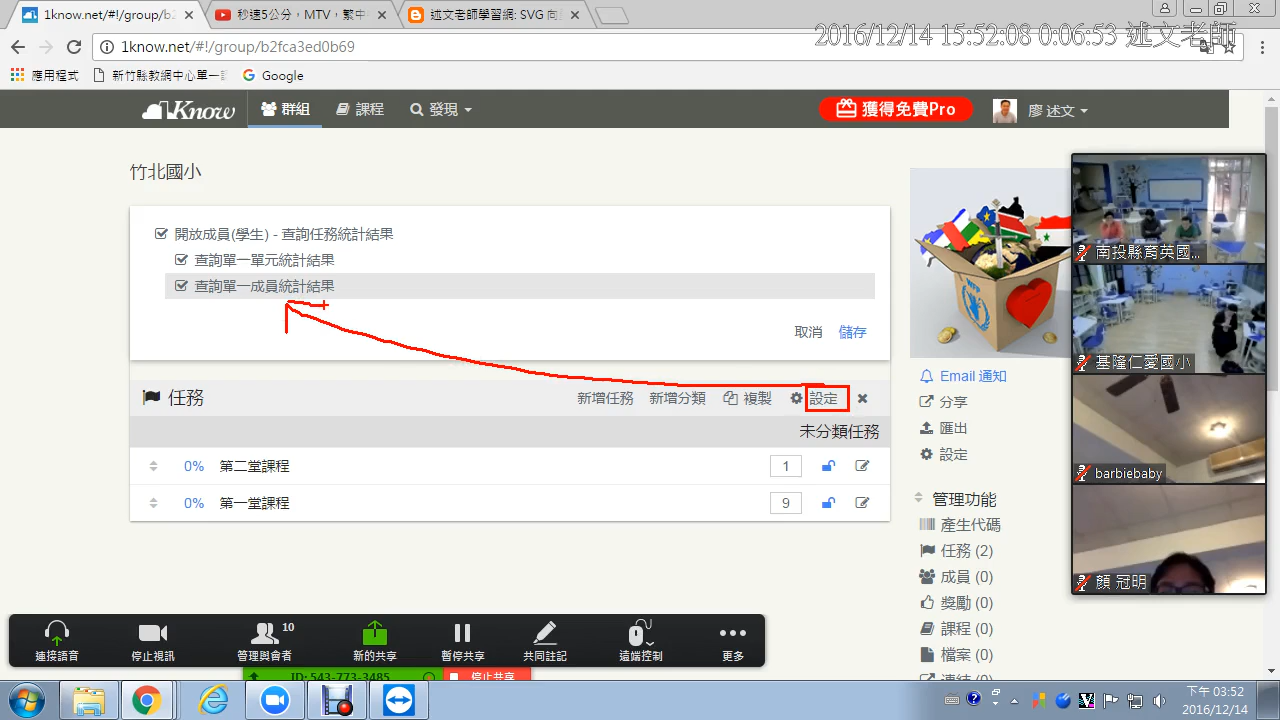 1know.net/#!/group/b2
秒速5公分，MTV，繁中
述文老師學習網: SVG 向
1know.net/#!/group/b2fca3ed0b69
2016/12/14 15:52:08 0:06:53 述文老師
應用程式
新竹縣教網中心單一
Google
1Know
群組
課程
發現
獲得免費Pro
廖 述文
竹北國小
開放成員(學生) - 查詢任務統計結果
查詢單一單元統計結果
查詢單一成員統計結果
取消
儲存
任務
新增任務
新增分類
複製
設定
未分類任務
0%
第二堂課程
1
0%
第一堂課程
9
WFP
Email 通知
分享
匯出
設定
管理功能
產生代碼
任務 (2)
成員 (0)
獎勵 (0)
課程 (0)
檔案 (0)
連結 (0)
南投縣育英國...
基隆仁愛國小
barbiebaby
顏 冠明
連接語音
停止視訊
管理與會者
10
新的共享
暫停共享
共同註記
遠端控制
更多
ID: 543-773-3485
停止共享
下午 03:52
2016/12/14